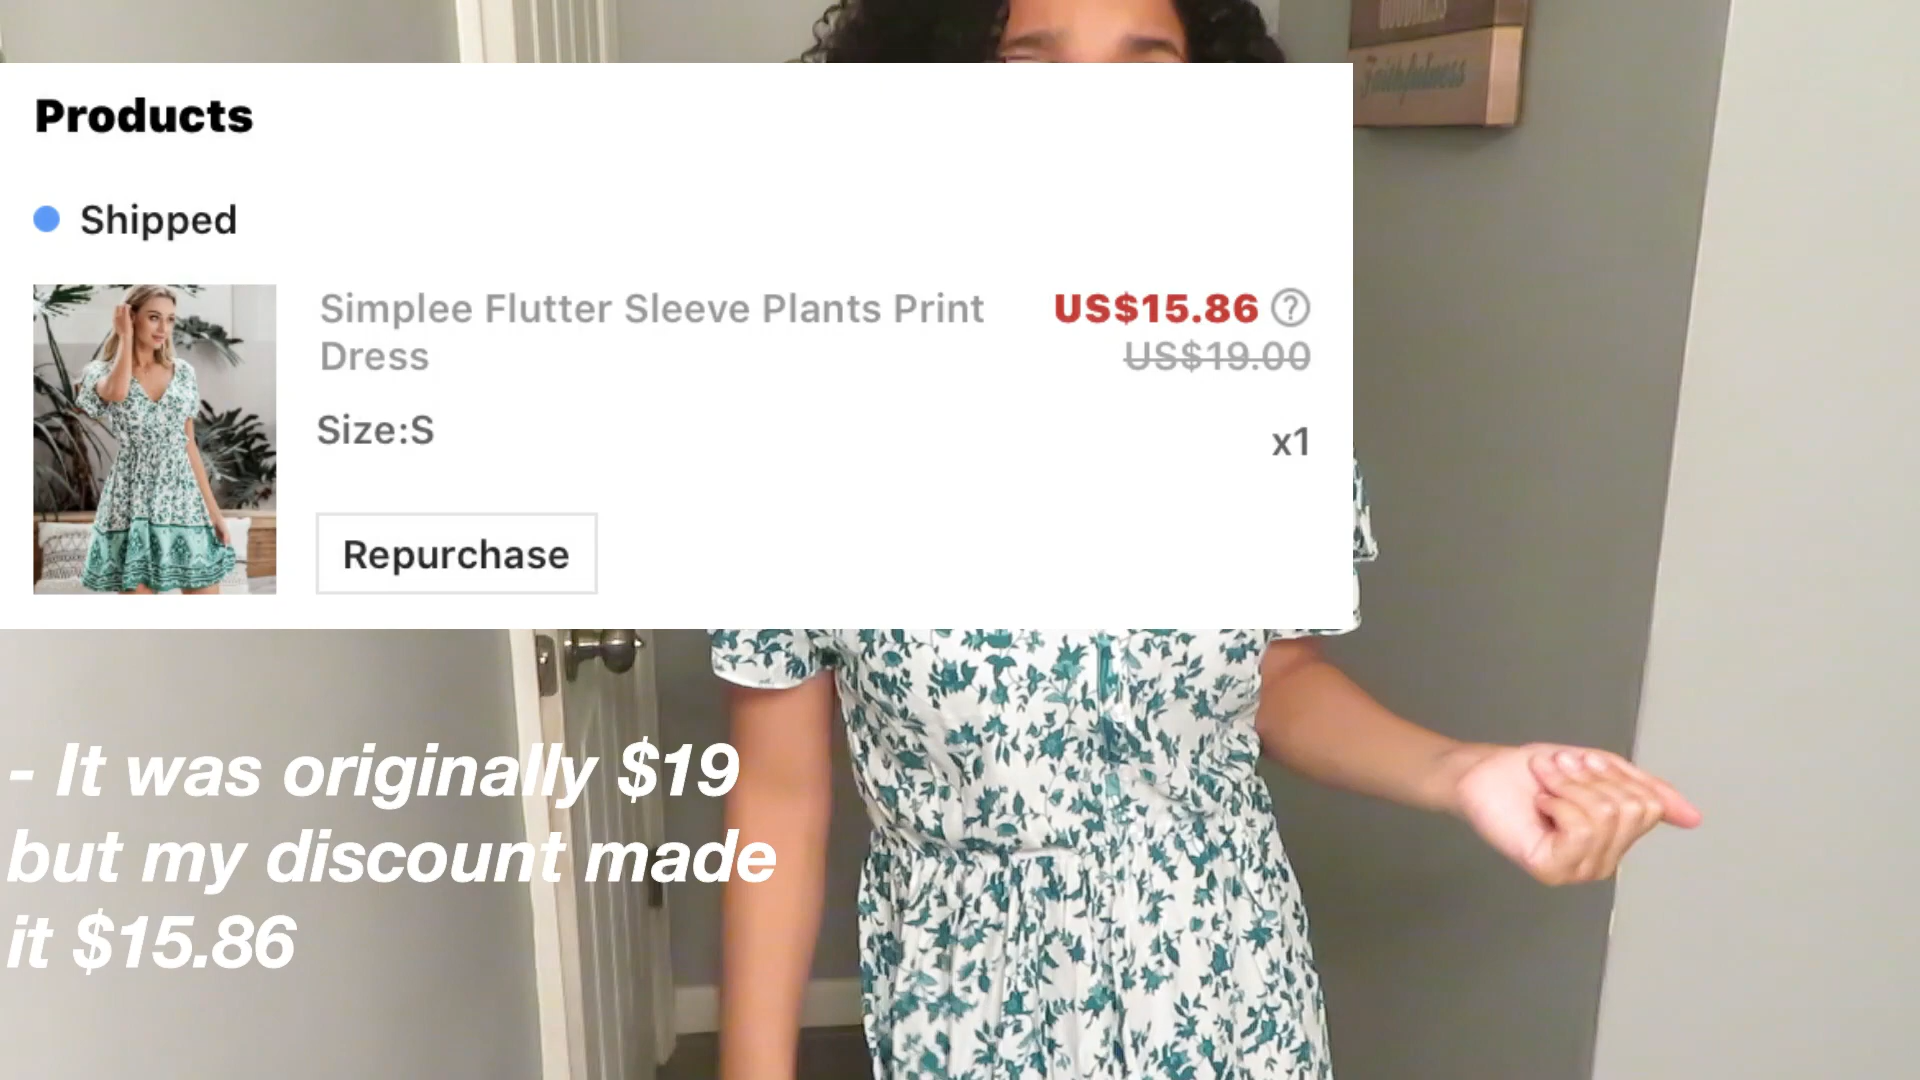 Faithfulness
Products
Shipped
Simplee Flutter Sleeve Plants Print
Dress
US$15.86
US$19.00
Size:S
x1
Repurchase
- It was originally $19
but my discount made
it $15.86